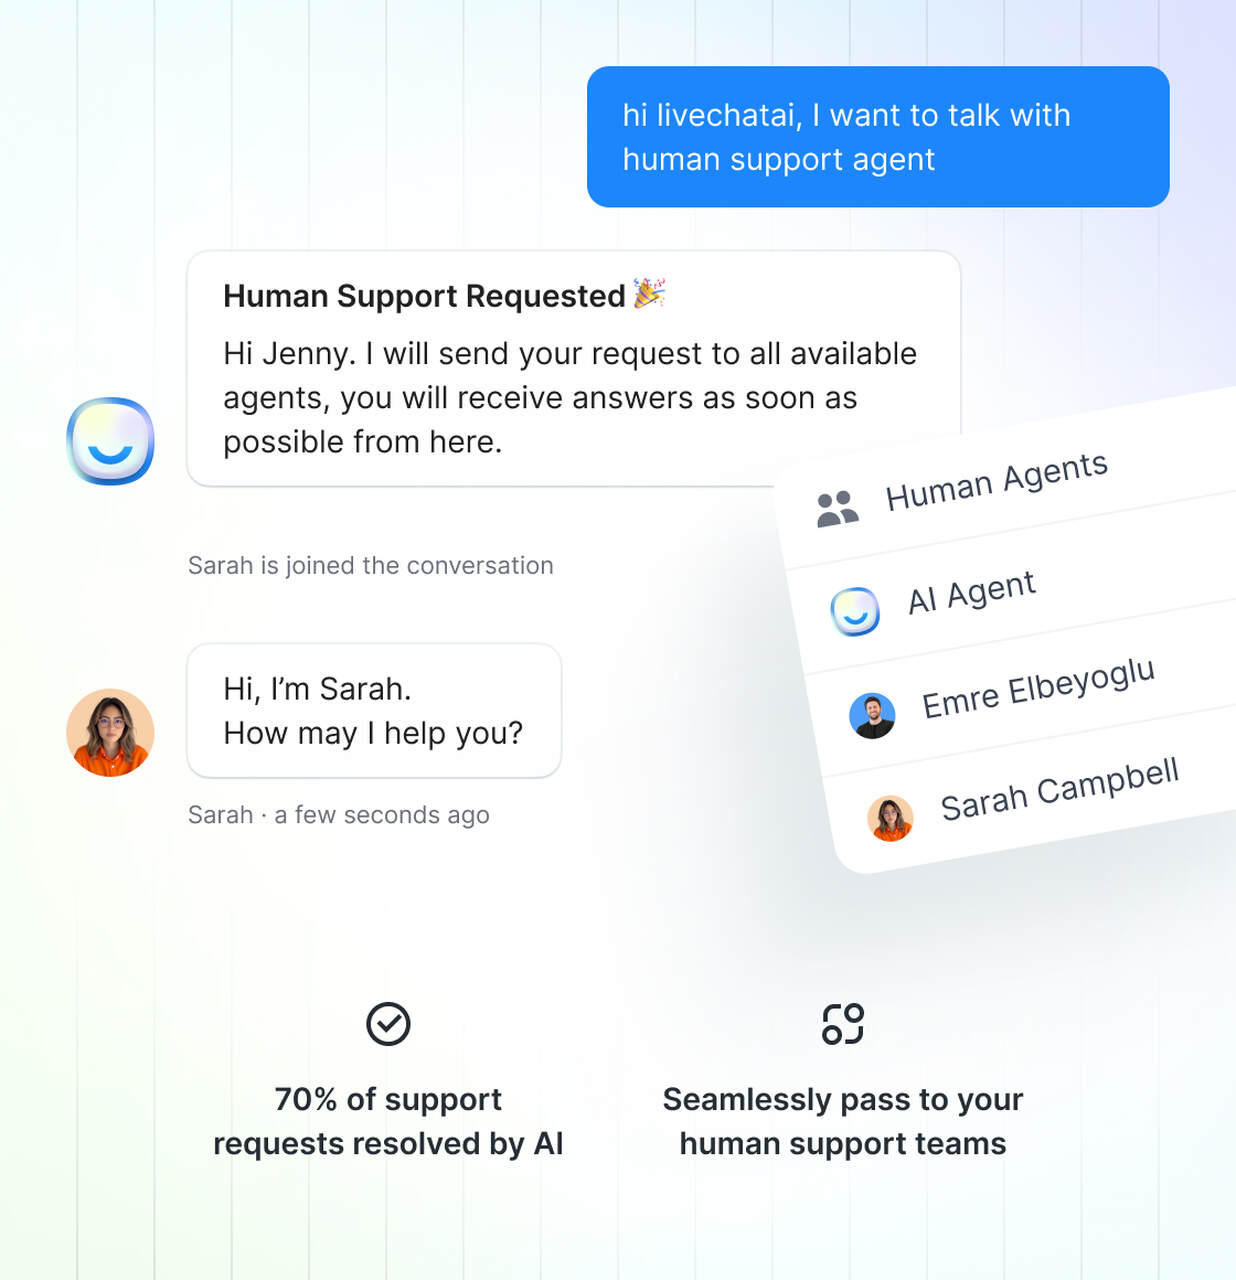 hi livechatai, I want to talk with
human support agent
Human Support Requested🎉
Hi Jenny. I will send your request to all available
agents, you will receive answers as soon as
possible from here.
Sarah is joined the conversation
Hi, I’m Sarah.
How may I help you?
Sarah · a few seconds ago
Human Agents
AI Agent
Emre Elbeyoglu
Sarah Campbell
70% of support
requests resolved by AI
Seamlessly pass to your
human support teams